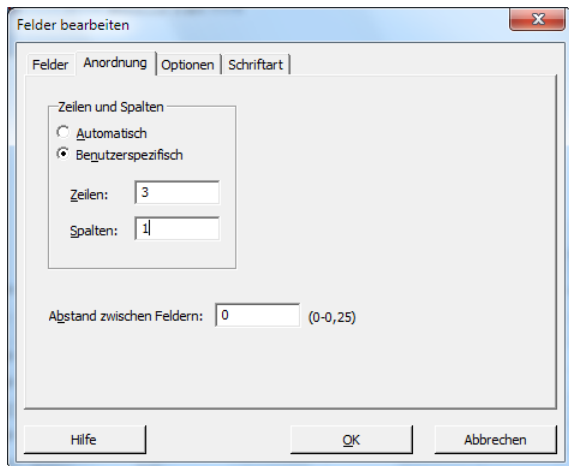 Felder bearbeiten
Felder Anordnung Optionen Schriftart
Zeilen und Spalten
Automatisch
Benutzerspezifisch
Zeilen: 3
Spalten: 1
Abstand zwischen Feldern: 0 (0-0,25)
Hilfe OK Abbrechen